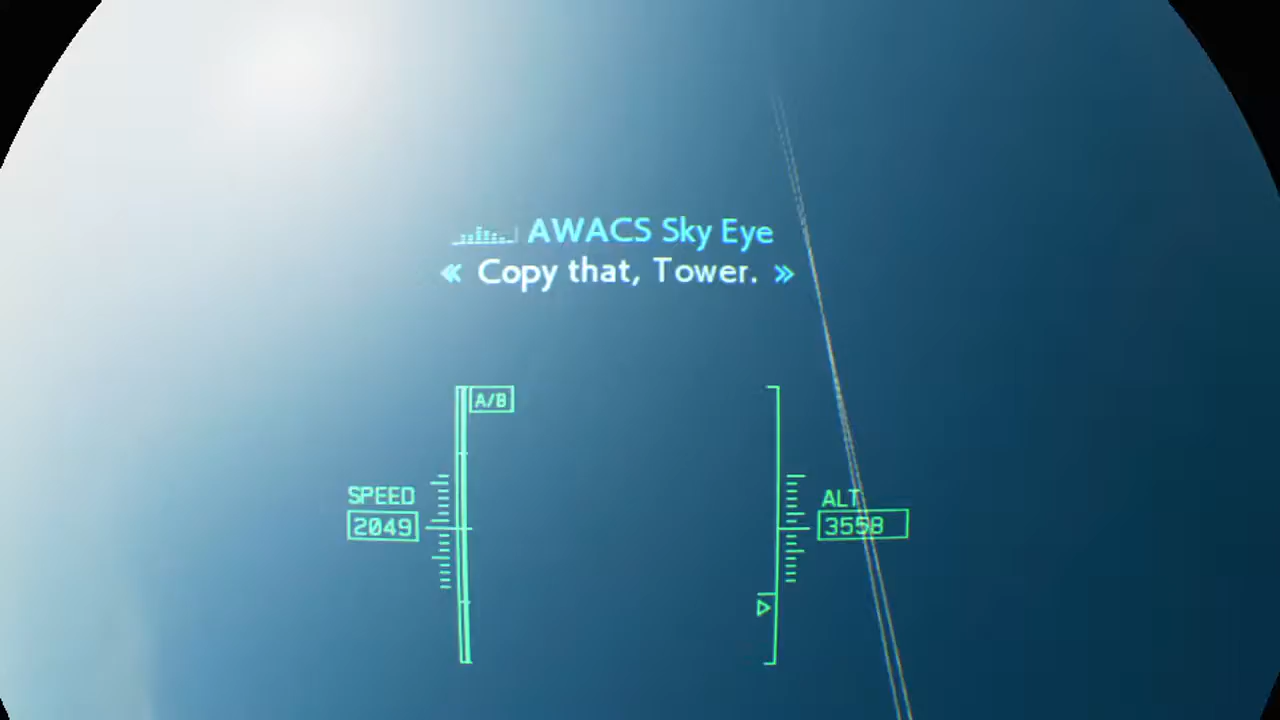 AWACS Sky Eye
« Copy that, Tower. »
A/B
SPEED
2049
ALT
3558